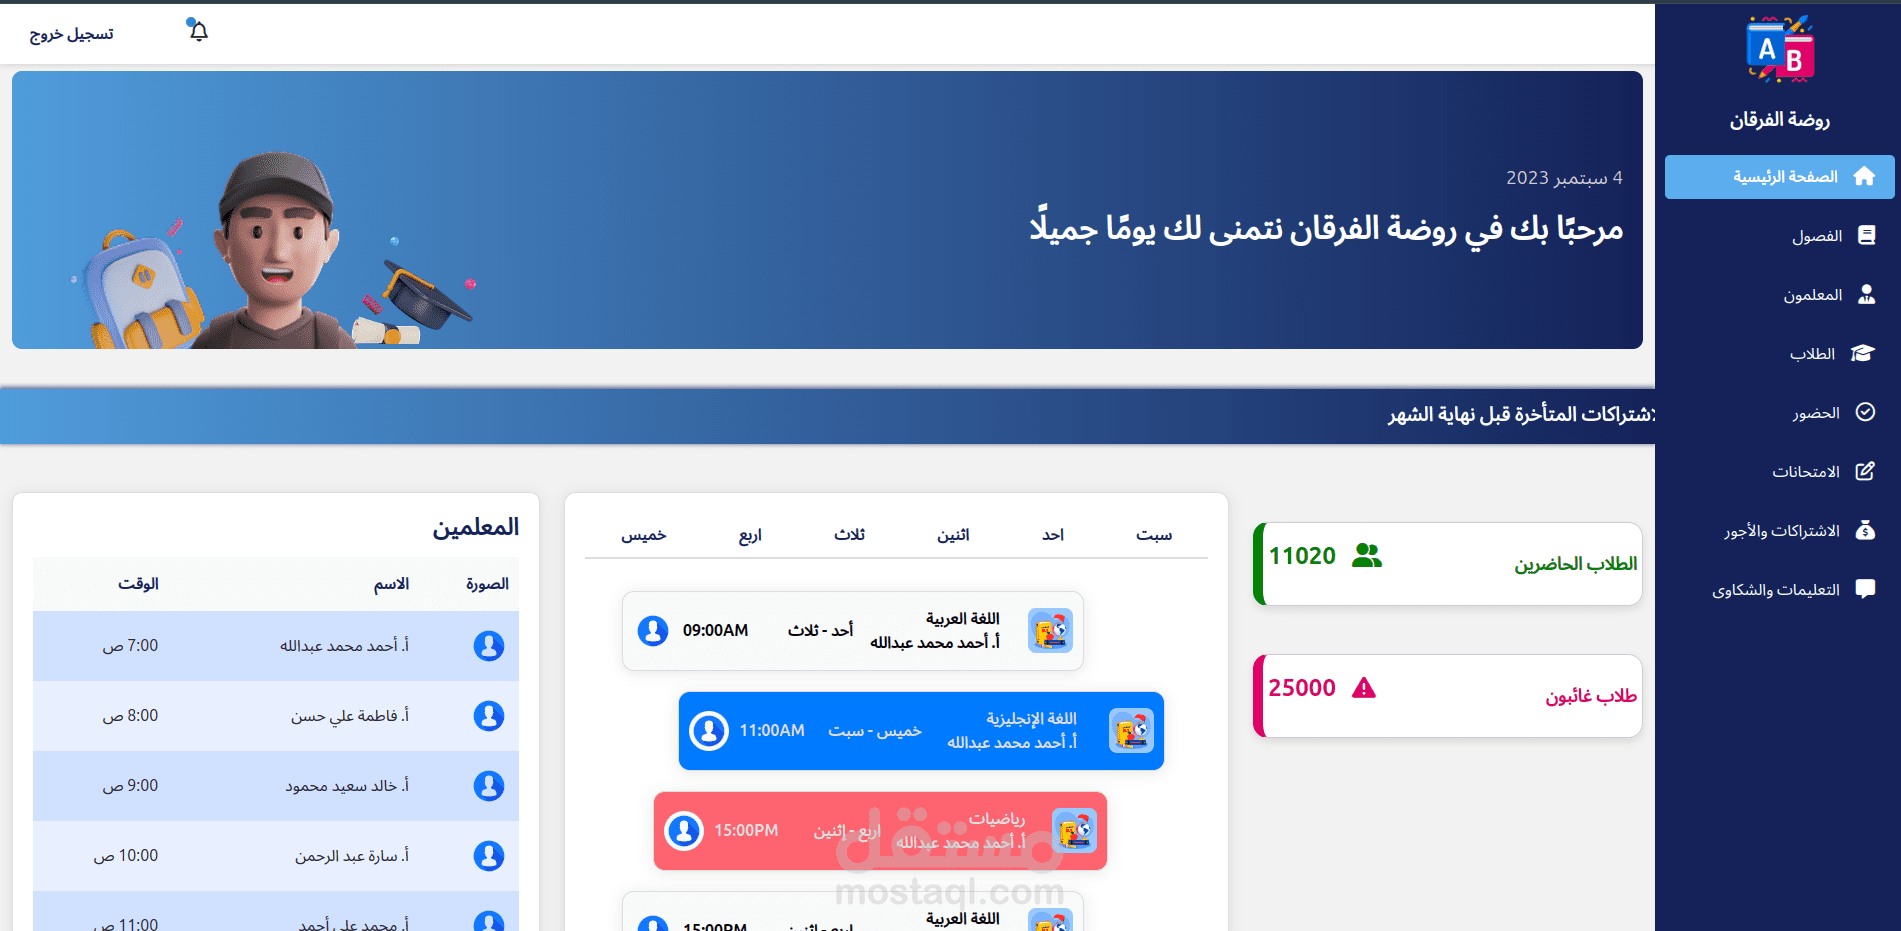 A
B
روضة الفرقان
الصفحة الرئيسية
الفصول
المعلمون
الطلاب
الحضور
الامتحانات
الاشتراكات والأجور
التعليمات والشكاوى
تسجيل خروج
4 سبتمبر 2023
مرحبًا بك في روضة الفرقان نتمنى لك يومًا جميلًا
لاشتراكات المتأخرة قبل نهاية الشهر
الطلاب الحاضرين 11020
طلاب غائبون 25000
سبت احد اثنين ثلاث اربع خميس
اللغة العربية
أ. أحمد محمد عبدالله
أحد - ثلاث 09:00AM
اللغة الإنجليزية
أ. أحمد محمد عبدالله
خميس - سبت 11:00AM
رياضيات
أ. أحمد محمد عبدالله
اربع - إثنين 15:00PM
اللغة العربية
اربع - إثنين 15:00PM
المعلمين
الصورة الاسم الوقت
أ. أحمد محمد عبدالله 7:00 ص
أ. فاطمة علي حسن 8:00 ص
أ. خالد سعيد محمود 9:00 ص
أ. سارة عبد الرحمن 10:00 ص
أ. محمد علي أحمد 11:00 ص
مستقل
mostaql.com